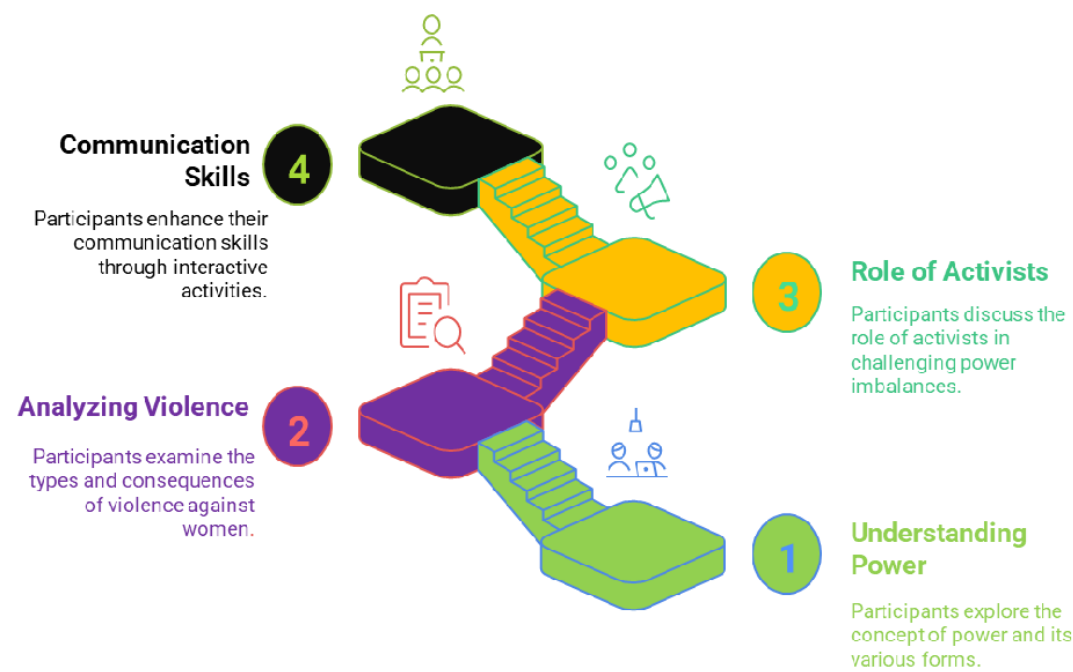 Communication
Skills
4
Participants enhance their
communication skills
through interactive
activities.
3
Role of Activists
Participants discuss the
role of activists in
challenging power
imbalances.
Analyzing Violence
2
Participants examine the
types and consequences
of violence against
women.
1
Understanding
Power
Participants explore the
concept of power and its
various forms.